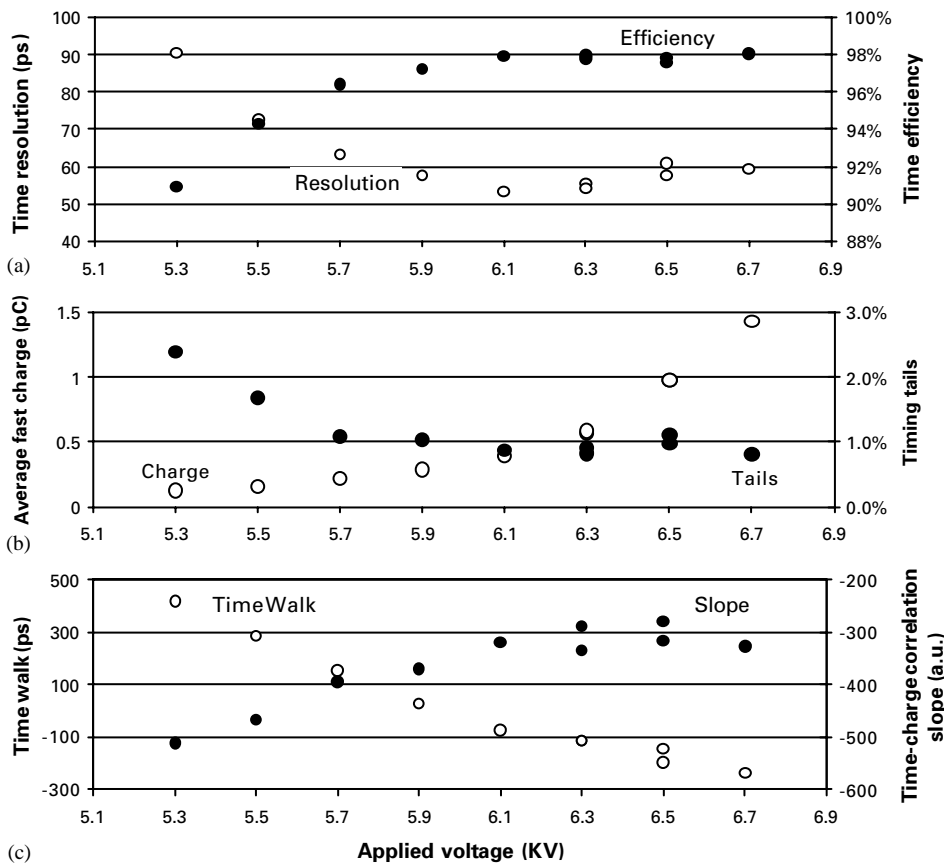 100 100%
90 Efficiency 98%
80 96%
70 94%
60 92%
Resolution
50 90%
40 88%
5.1 5.3 5.5 5.7 5.9 6.1 6.3 6.5 6.7 6.9
Time resolution (ps)
Time efficiency
(a)
1.5 3.0%
1 2.0%
0.5 1.0%
Charge Tails
0 0.0%
5.1 5.3 5.5 5.7 5.9 6.1 6.3 6.5 6.7 6.9
Average fast charge (pC)
Timing tails
(b)
500 -200
TimeWalk Slope
300 -300
100 -400
-100 -500
-300 -600
5.1 5.3 5.5 5.7 5.9 6.1 6.3 6.5 6.7 6.9
Time walk (ps)
Time-charge correlation
slope (a.u.)
(c)
Applied voltage (KV)